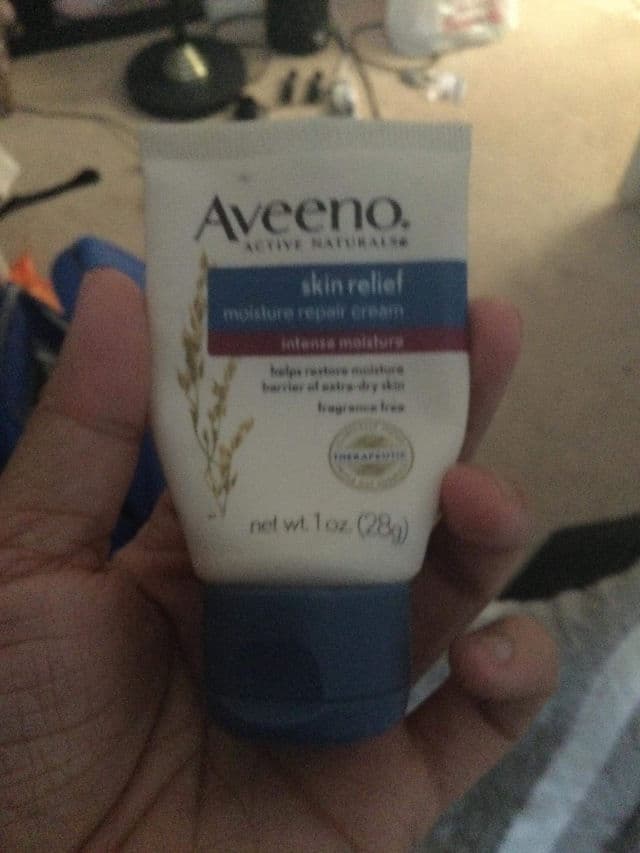 Aveeno.
ACTIVE NATURALS®
skin relief
moisture repair cream
intense moisture
helps restore moisture
barrier of extra-dry skin
fragrance free
THERAPEUTIC
net wt. 1 oz. (28g)